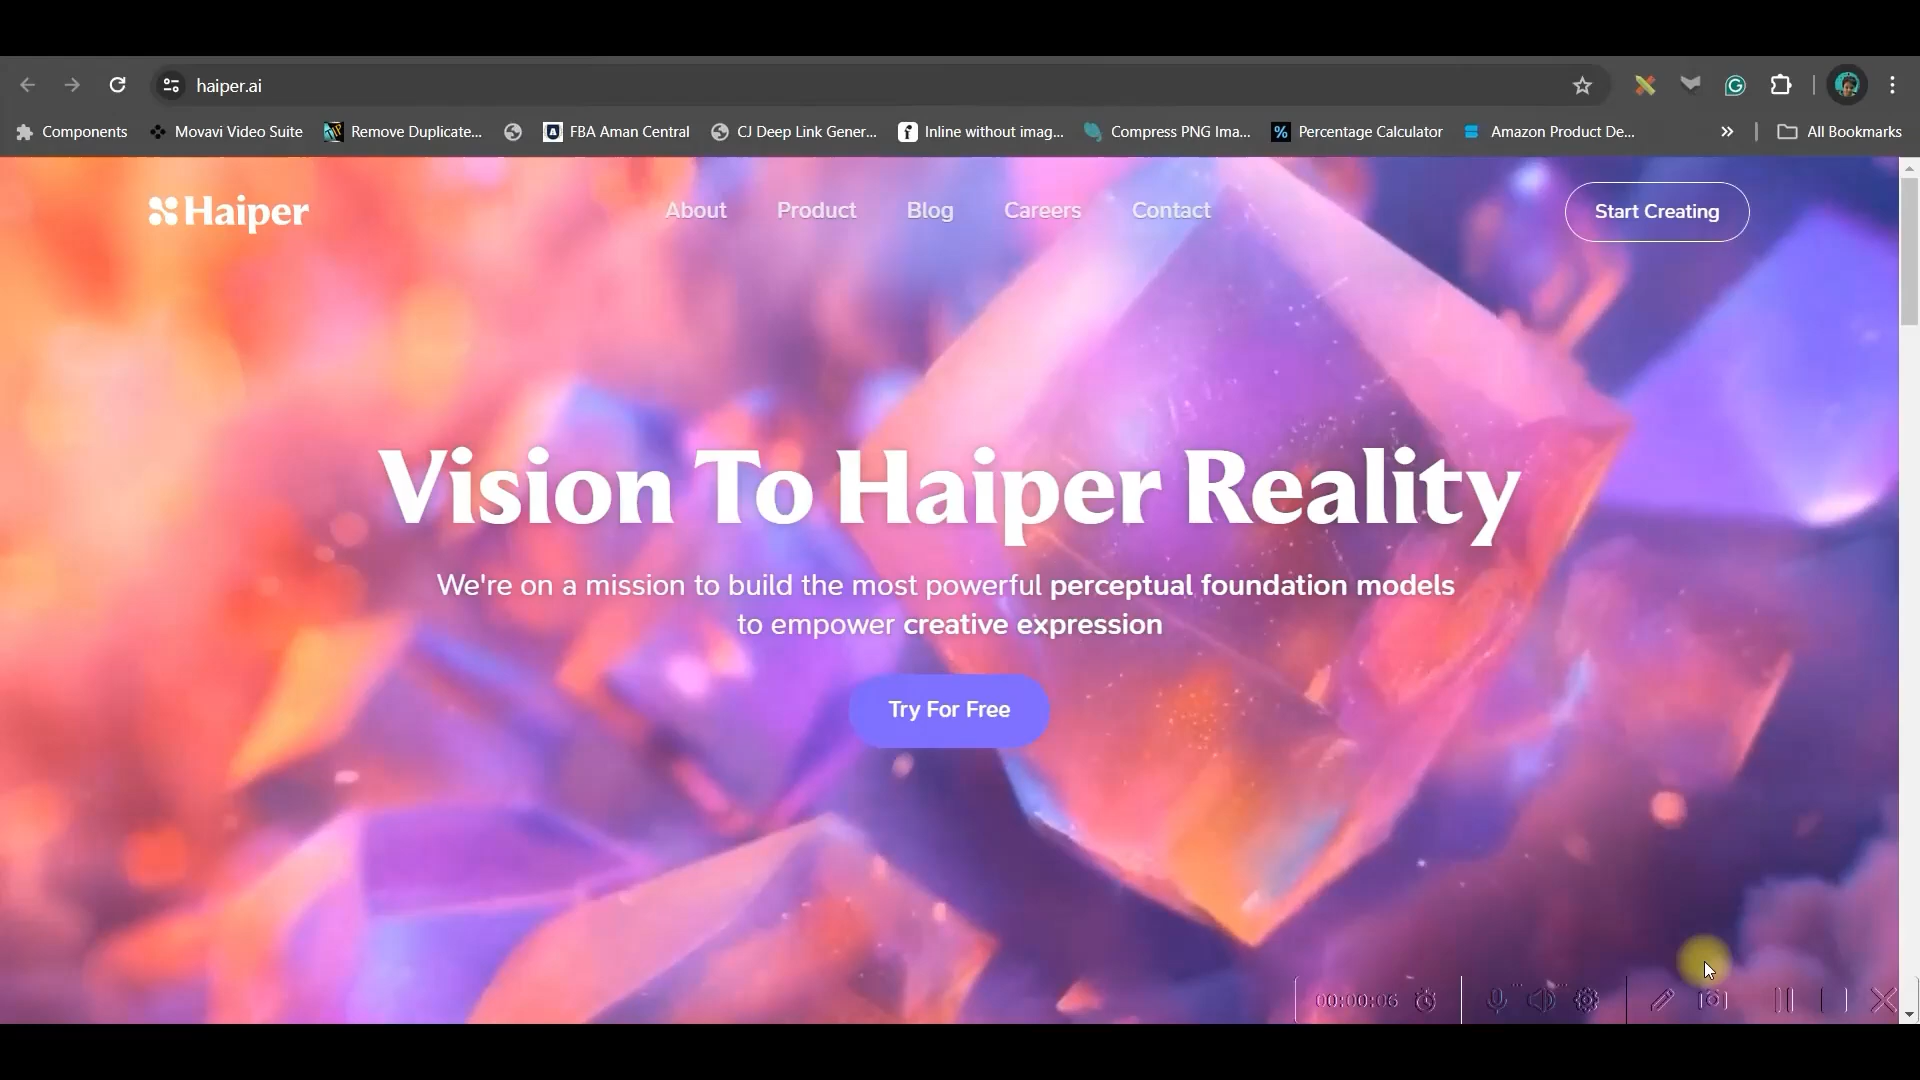 haiper.ai
Components Movavi Video Suite Remove Duplicate... FBA Aman Central CJ Deep Link Gener... Inline without imag... Compress PNG Ima... % Percentage Calculator Amazon Product De... » All Bookmarks
Haiper About Product Blog Careers Contact Start Creating
Vision To Haiper Reality
We're on a mission to build the most powerful perceptual foundation models
to empower creative expression
Try For Free
00:00:06